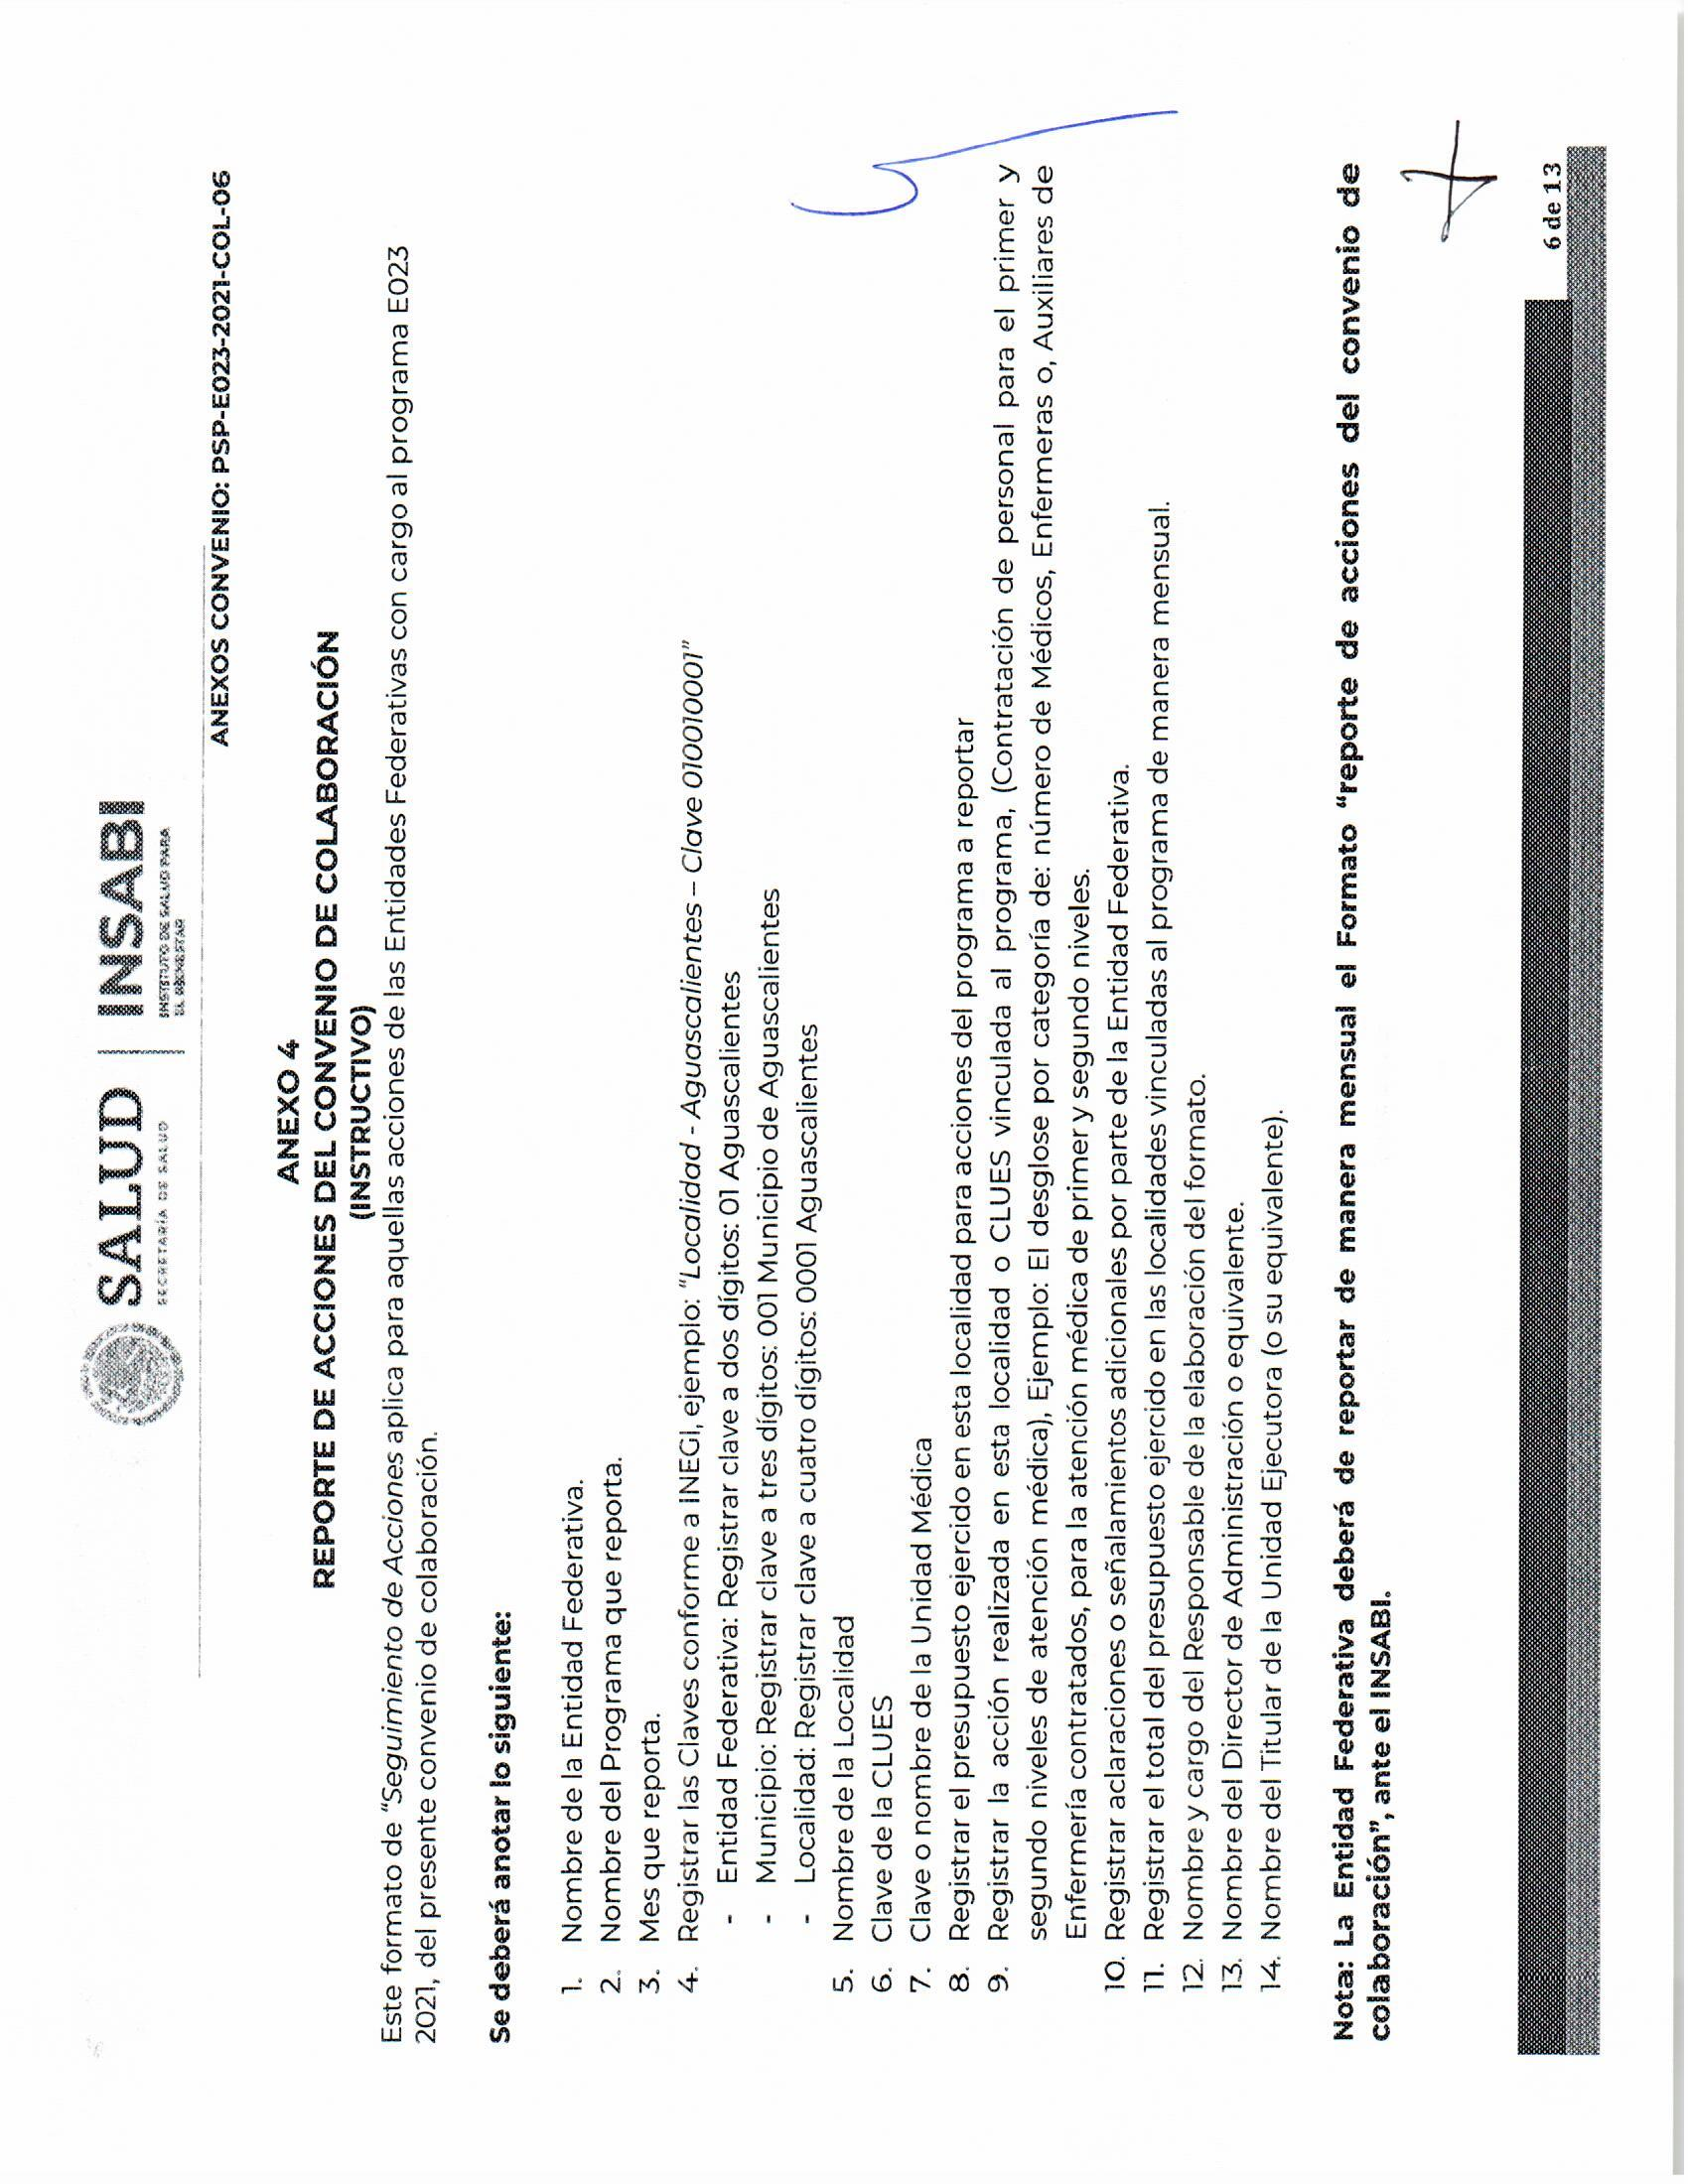 SALUD
SECRETARÍA DE SALUD
INSABI
INSTITUTO DE SALUD PARA
EL BIENESTAR
ANEXOS CONVENIO: PSP-E023-2021-COL-06
ANEXO 4
REPORTE DE ACCIONES DEL CONVENIO DE COLABORACIÓN
(INSTRUCTIVO)
Este formato de “Seguimiento de Acciones aplica para aquellas acciones de las Entidades Federativas con cargo al programa E023
2021, del presente convenio de colaboración.
Se deberá anotar lo siguiente:
1. Nombre de la Entidad Federativa.
2. Nombre del Programa que reporta.
3. Mes que reporta.
4. Registrar las Claves conforme a INEGI, ejemplo: “Localidad - Aguascalientes – Clave 010010001”
- Entidad Federativa: Registrar clave a dos dígitos: 01 Aguascalientes
- Municipio: Registrar clave a tres dígitos: 001 Municipio de Aguascalientes
- Localidad: Registrar clave a cuatro dígitos: 0001 Aguascalientes
5. Nombre de la Localidad
6. Clave de la CLUES
7. Clave o nombre de la Unidad Médica
8. Registrar el presupuesto ejercido en esta localidad para acciones del programa a reportar
9. Registrar la acción realizada en esta localidad o CLUES vinculada al programa, (Contratación de personal para el primer y
segundo niveles de atención médica), Ejemplo: El desglose por categoría de: número de Médicos, Enfermeras o, Auxiliares de
Enfermería contratados, para la atención médica de primer y segundo niveles.
10. Registrar aclaraciones o señalamientos adicionales por parte de la Entidad Federativa.
11. Registrar el total del presupuesto ejercido en las localidades vinculadas al programa de manera mensual.
12. Nombre y cargo del Responsable de la elaboración del formato.
13. Nombre del Director de Administración o equivalente.
14. Nombre del Titular de la Unidad Ejecutora (o su equivalente).
Nota: La Entidad Federativa deberá de reportar de manera mensual el Formato “reporte de acciones del convenio de
colaboración”, ante el INSABI.
6 de 13